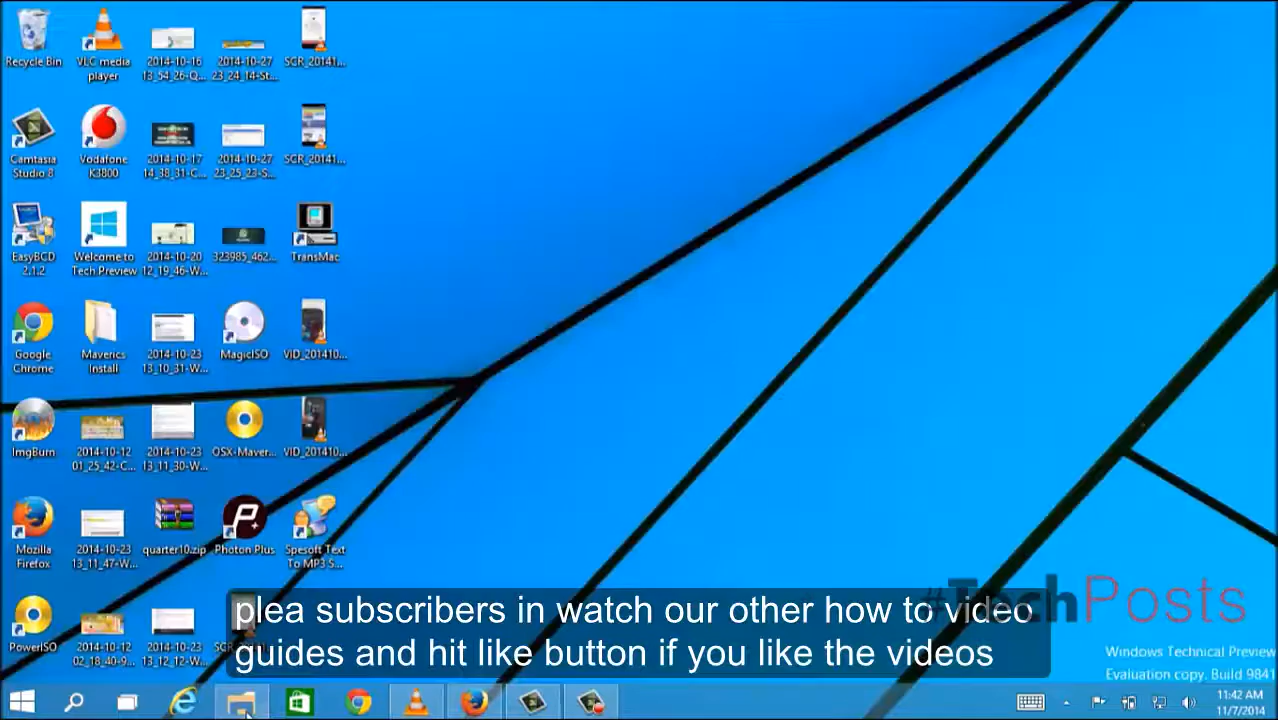 Recycle Bin
VLC media
player
2014-10-16
13_54_26-Q...
2014-10-27
23_24_14-St...
SCR_20141...
Camtasia
Studio 8
Vodafone
K3800
2014-10-17
14_38_31-C...
2014-10-27
23_25_23-S...
SCR_20141...
EasyBCD
2.1.2
Welcome to
Tech Preview
2014-10-20
12_19_46-W...
323985_462...
TransMac
Google
Chrome
Maverics
Install
2014-10-23
13_10_31-W...
MagicISO
VID_201410...
ImgBurn
2014-10-12
01_25_42-C...
2014-10-23
13_11_30-W...
OSX-Maver...
VID_201410...
Mozilla
Firefox
2014-10-23
13_11_47-W...
quarter10.zip
Photon Plus
Spesoft Text
To MP3 S...
PowerISO
2014-10-12
02_18_40-9...
2014-10-23
13_12_12-W...
#TechPosts
plea subscribers in watch our other how to video
guides and hit like button if you like the videos
Windows Technical Preview
Evaluation copy. Build 9841
11:42 AM
11/7/2014